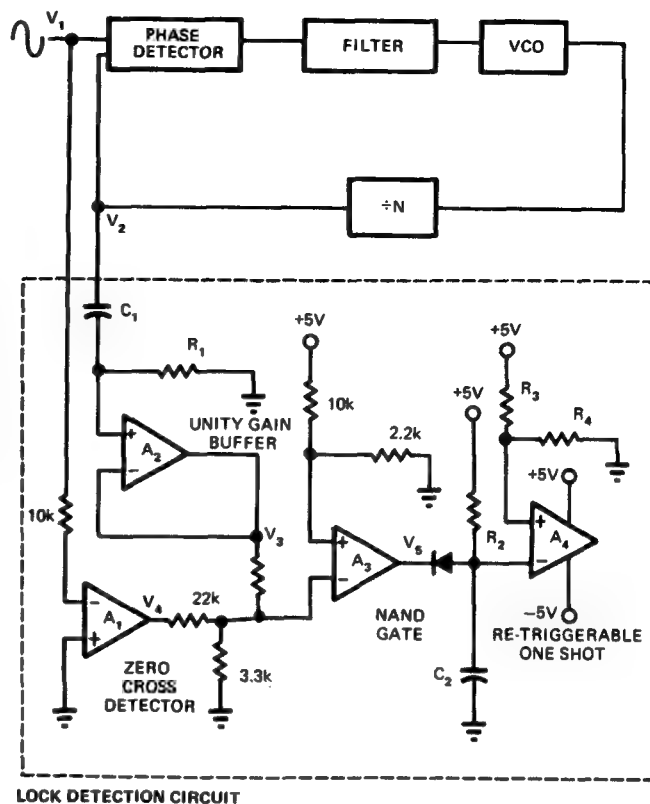 V1
PHASE
DETECTOR
FILTER
VCO
÷N
V2
C1
R1
+5V
+5V
+5V
R3
R4
10k
2.2k
UNITY GAIN
BUFFER
+
A2
−
10k
V3
+
A3
−
V5
R2
+5V
+
A4
−
−5V
−
A1
+
V4
22k
3.3k
ZERO
CROSS
DETECTOR
NAND
GATE
RE-TRIGGERABLE
ONE SHOT
C2
LOCK DETECTION CIRCUIT